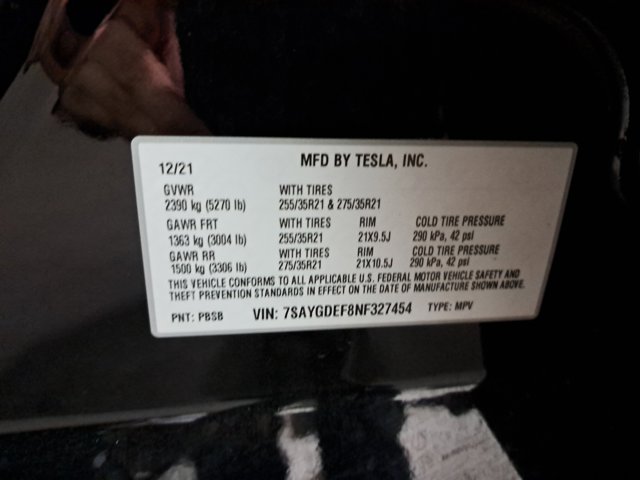 12/21 MFD BY TESLA, INC.
GVWR WITH TIRES
2390 kg (5270 lb) 255/35R21 & 275/35R21
GAWR FRT WITH TIRES RIM COLD TIRE PRESSURE
1363 kg (3004 lb) 255/35R21 21X9.5J 290 kPa, 42 psi
GAWR RR WITH TIRES RIM COLD TIRE PRESSURE
1500 kg (3306 lb) 275/35R21 21X10.5J 290 kPa, 42 psi
THIS VEHICLE CONFORMS TO ALL APPLICABLE U.S. FEDERAL MOTOR VEHICLE SAFETY AND
THEFT PREVENTION STANDARDS IN EFFECT ON THE DATE OF MANUFACTURE SHOWN ABOVE.
PNT: PBSB VIN: 7SAYGDEF8NF327454 TYPE: MPV